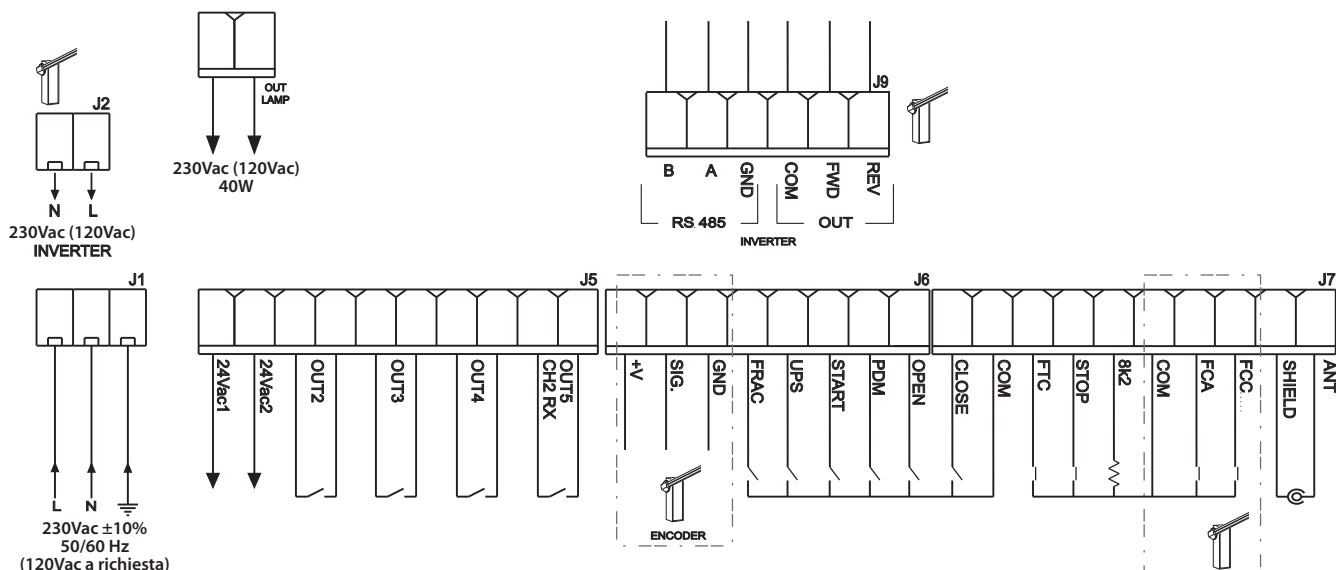 OUT
LAMP
230Vac (120Vac)
40W
J2
N L
230Vac (120Vac)
INVERTER
J9
B A GND COM FWD REV
RS 485 OUT
INVERTER
J1
L N
230Vac ±10%
50/60 Hz
(120Vac a richiesta)
J5
24Vac1 24Vac2 OUT2 OUT3 OUT4 OUT5
CH2 RX
J6
+V SIG. GND FRAC UPS START PDM OPEN
ENCODER
J7
CLOSE COM FTC STOP 8k2 COM FCA FCC..... SHIELD ANT